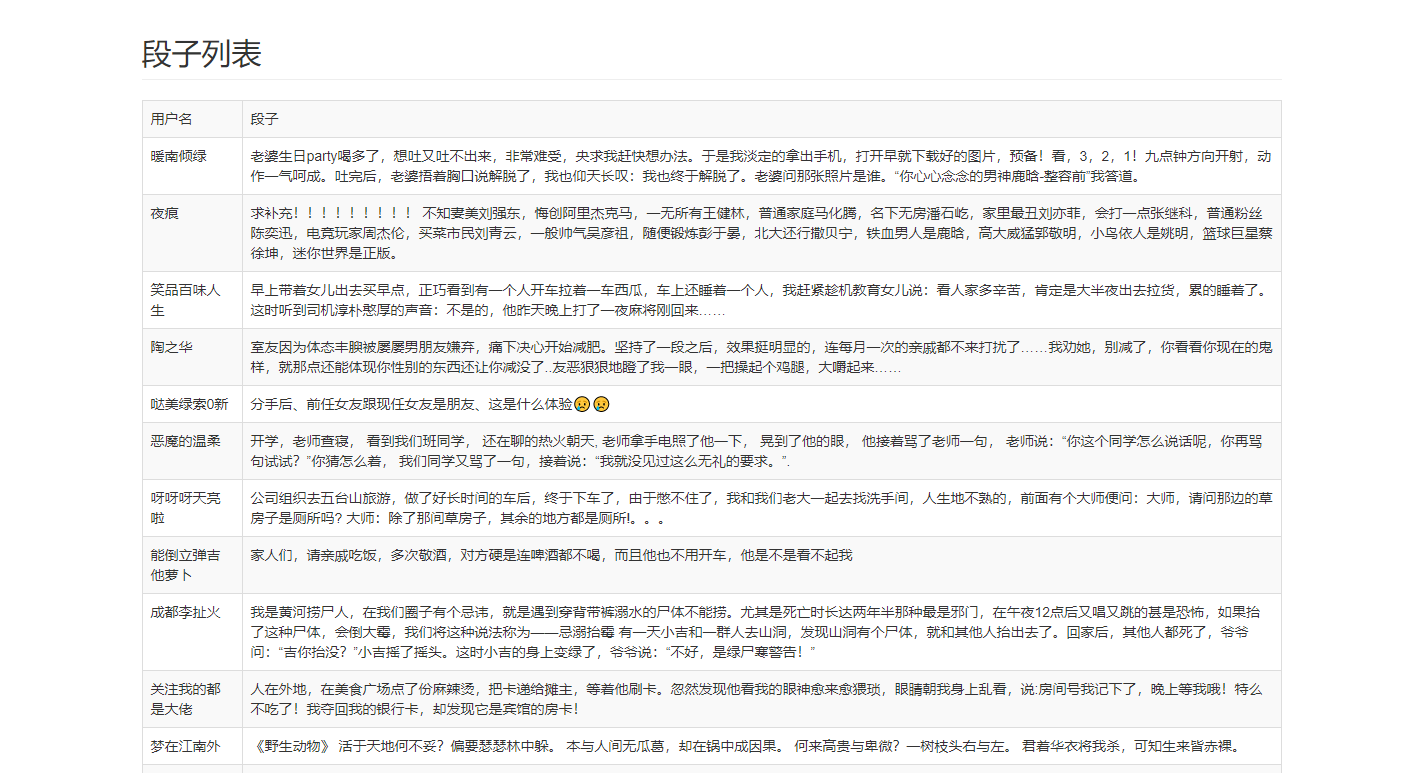 段子列表
用户名 段子
暖南倾绿 老婆生日party喝多了，想吐又吐不出来，非常难受，央求我赶快想办法。于是我淡定的拿出手机，打开早就下载好的图片，预备！看，3，2，1！九点钟方向开射，动
作一气呵成。吐完后，老婆捂着胸口说解脱了，我也仰天长叹：我也终于解脱了。老婆问那张照片是谁。“你心心念念的男神鹿晗-整容前”我答道。
夜痕 求补充！！！！！！！！！ 不知妻美刘强东，悔创阿里杰克马，一无所有王健林，普通家庭马化腾，名下无房潘石屹，家里最丑刘亦菲，会打一点张继科，普通粉丝
陈奕迅，电竞玩家周杰伦，买菜市民刘青云，一般帅气吴彦祖，随便锻炼彭于晏，北大还行撒贝宁，铁血男人是鹿晗，高大威猛郭敬明，小鸟依人是姚明，篮球巨星蔡
徐坤，迷你世界是正版。
笑品百味人 早上带着女儿出去买早点，正巧看到有一个人开车拉着一车西瓜，车上还睡着一个人，我赶紧趁机教育女儿说：看人家多辛苦，肯定是大半夜出去拉货，累的睡着了。
生 这时听到司机淳朴憨厚的声音：不是的，他昨天晚上打了一夜麻将刚回来……
陶之华 室友因为体态丰腴被屡屡男朋友嫌弃，痛下决心开始减肥。坚持了一段之后，效果挺明显的，连每月一次的亲戚都不来打扰了……我劝她，别减了，你看看你现在的鬼
样，就那点还能体现你性别的东西还让你减没了..友恶狠狠地瞪了我一眼，一把操起个鸡腿，大嚼起来……
哒美绿索0新 分手后、前任女友跟现任女友是朋友、这是什么体验😥😥
恶魔的温柔 开学，老师查寝， 看到我们班同学， 还在聊的热火朝天, 老师拿手电照了他一下， 晃到了他的眼， 他接着骂了老师一句， 老师说：“你这个同学怎么说话呢，你再骂
句试试？”你猜怎么着， 我们同学又骂了一句，接着说：“我就没见过这么无礼的要求。”.
呀呀呀天亮 公司组织去五台山旅游，做了好长时间的车后，终于下车了，由于憋不住了，我和我们老大一起去找洗手间，人生地不熟的，前面有个大师便问：大师，请问那边的草
啦 房子是厕所吗? 大师：除了那间草房子，其余的地方都是厕所!。。。
能倒立弹吉 家人们，请亲戚吃饭，多次敬酒，对方硬是连啤酒都不喝，而且他也不用开车，他是不是看不起我
他萝卜
成都李扯火 我是黄河捞尸人，在我们圈子有个忌讳，就是遇到穿背带裤溺水的尸体不能捞。尤其是死亡时长达两年半那种最是邪门，在午夜12点后又唱又跳的甚是恐怖，如果抬
了这种尸体，会倒大霉，我们将这种说法称为——忌溺抬霉 有一天小吉和一群人去山洞，发现山洞有个尸体，就和其他人抬出去了。回家后，其他人都死了，爷爷
问：“吉你抬没？”小吉摇了摇头。这时小吉的身上变绿了，爷爷说：“不好，是绿尸寒警告！”
关注我的都 人在外地，在美食广场点了份麻辣烫，把卡递给摊主，等着他刷卡。忽然发现他看我的眼神愈来愈猥琐，眼睛朝我身上乱看，说:房间号我记下了，晚上等我哦！特么
是大佬 不吃了！我夺回我的银行卡，却发现它是宾馆的房卡！
梦在江南外 《野生动物》 活于天地何不妥？偏要瑟瑟林中躲。 本与人间无瓜葛，却在锅中成因果。 何来高贵与卑微？一树枝头右与左。 君着华衣将我杀，可知生来皆赤裸。